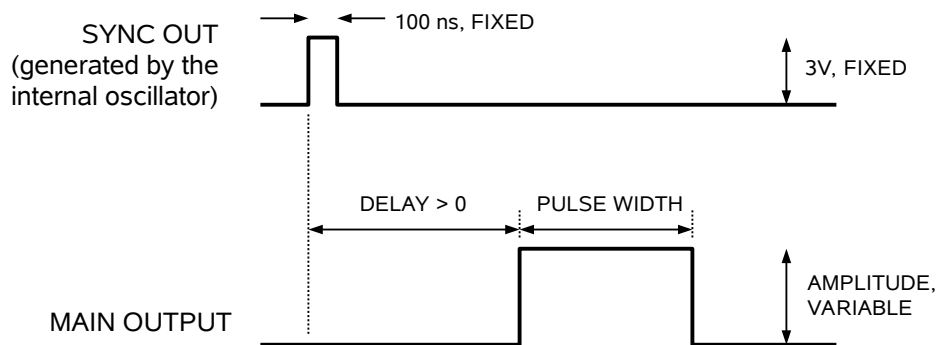 100 ns, FIXED
SYNC OUT
(generated by the
internal oscillator)
3V, FIXED
DELAY > 0
PULSE WIDTH
AMPLITUDE,
VARIABLE
MAIN OUTPUT